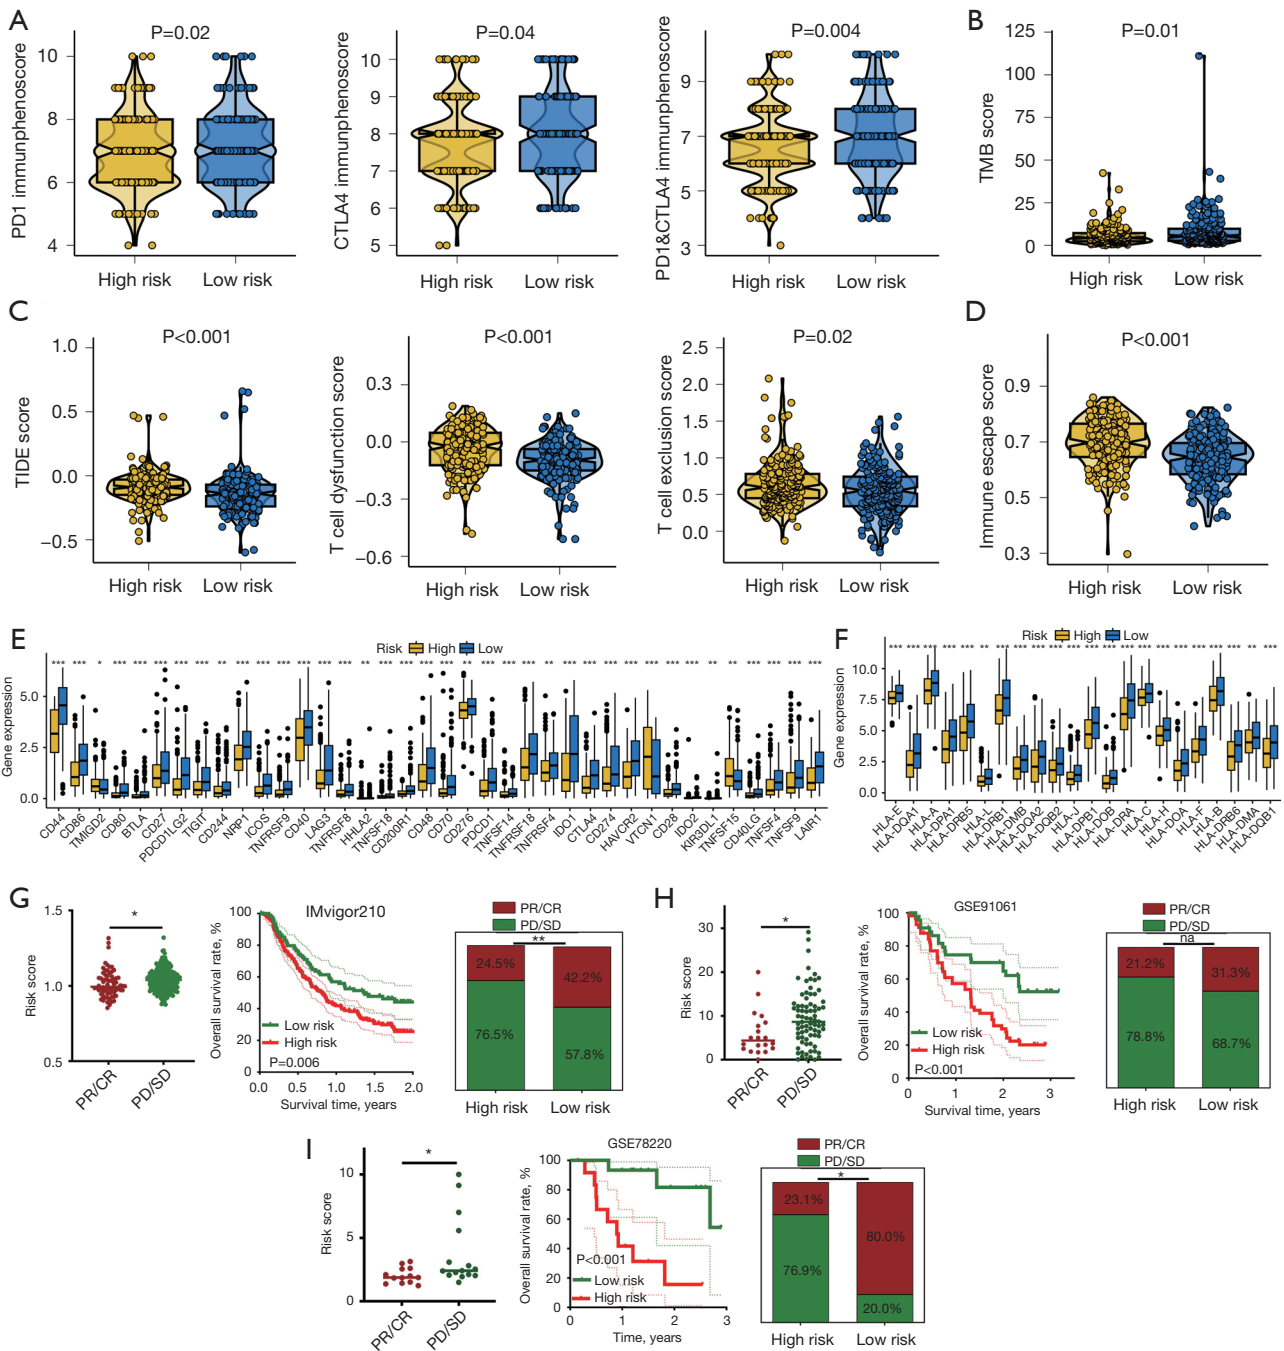 A
P=0.02
PD1 immunphenoscore
10
8
6
4
High risk
Low risk
P=0.04
CTLA4 immunphenoscore
10
9
8
7
6
5
High risk
Low risk
P=0.004
PD1&CTLA4 immunphenoscore
9
7
5
3
High risk
Low risk
B
P=0.01
TMB score
125
100
75
50
25
0
High risk
Low risk
C
P<0.001
TIDE score
1.0
0.5
0.0
−0.5
High risk
Low risk
P<0.001
T cell dysfunction score
0.3
0.0
−0.3
−0.6
High risk
Low risk
P=0.02
T cell exclusion score
2.5
2.0
1.5
1.0
0.5
0.0
High risk
Low risk
D
P<0.001
Immune escape score
0.9
0.7
0.5
0.3
High risk
Low risk
E
Risk High Low
Gene expression
5.0
2.5
0.0
*** *** * *** *** *** *** *** ** *** *** *** *** *** *** ** *** *** *** *** ** *** *** *** ** *** *** *** *** *** *** ** ** ** *** *** ***
CD44
CD86
TMIGD2
CD80
BTLA
CD27
PDCD1LG2
TIGIT
CD244
NRP1
ICOS
TNFRSF9
CD40
LAG3
TNFRSF8
HHLA2
TNFSF18
CD200R1
CD48
CD70
CD276
PDCD1
TNFSF14
TNFRSF18
TNFRSF4
IDO1
CTLA4
CD274
HAVCR2
VTCN1
CD28
IDO2
KIR3DL1
TNFSF15
CD40LG
TNFSF4
TNFSF9
LAIR1
F
Risk High Low
Gene expression
10.0
7.5
5.0
2.5
0.0
*** *** *** *** *** ** *** *** *** *** *** *** *** *** *** *** *** *** *** *** ** ***
HLA-E
HLA-DQA1
HLA-A
HLA-DPA1
HLA-DRB5
HLA-L
HLA-DRB1
HLA-DMB
HLA-DQA2
HLA-DQB2
HLA-J
HLA-DPB1
HLA-DOB
HLA-DRA
HLA-C
HLA-H
HLA-DOA
HLA-F
HLA-B
HLA-DRB6
HLA-DMA
HLA-DQB1
G
Risk score
1.5
1.0
0.5
*
PR/CR
PD/SD
IMvigor210
Overall survival rate, %
100
80
60
40
20
0
Low risk
High risk
P=0.006
0.0 0.5 1.0 1.5 2.0
Survival time, years
PR/CR
PD/SD
**
24.5%
42.2%
76.5%
57.8%
High risk
Low risk
H
Risk score
30
20
10
0
*
PR/CR
PD/SD
GSE91061
Overall survival rate, %
100
80
60
40
20
0
Low risk
High risk
P<0.001
0 1 2 3
Survival time, years
PR/CR
PD/SD
na
21.2%
31.3%
78.8%
68.7%
High risk
Low risk
I
Risk score
10
5
0
*
PR/CR
PD/SD
GSE78220
Overall survival rate, %
100
80
60
40
20
0
P<0.001
Low risk
High risk
0 1 2 3
Time, years
PR/CR
PD/SD
*
23.1%
80.0%
76.9%
20.0%
High risk
Low risk